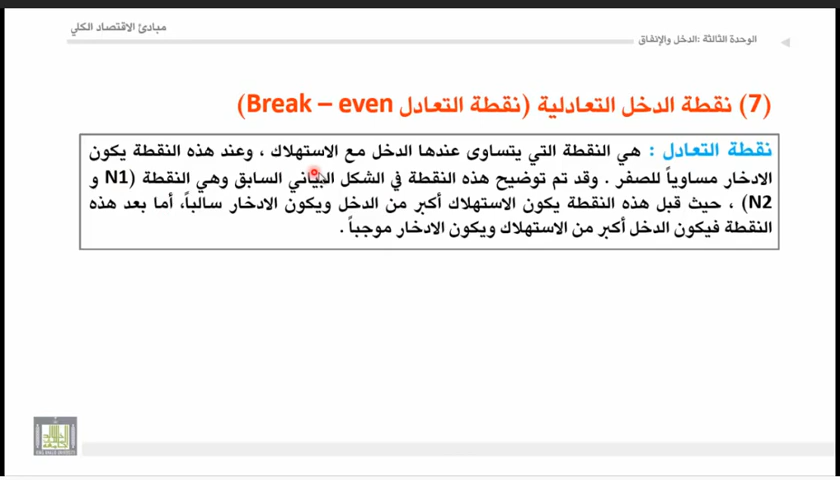 مبادئ الاقتصاد الكلي
الوحدة الثالثة :الدخل والإنفاق
(7) نقطة الدخل التعادلية (نقطة التعادل Break – even)
نقطة التعادل : هي النقطة التي يتساوى عندها الدخل مع الاستهلاك ، وعند هذه النقطة يكون
الادخار مساوياً للصفر . وقد تم توضيح هذه النقطة في الشكل البياني السابق وهي النقطة (N1 و
N2) ، حيث قبل هذه النقطة يكون الاستهلاك أكبر من الدخل ويكون الادخار سالباً، أما بعد هذه
النقطة فيكون الدخل أكبر من الاستهلاك ويكون الادخار موجباً .